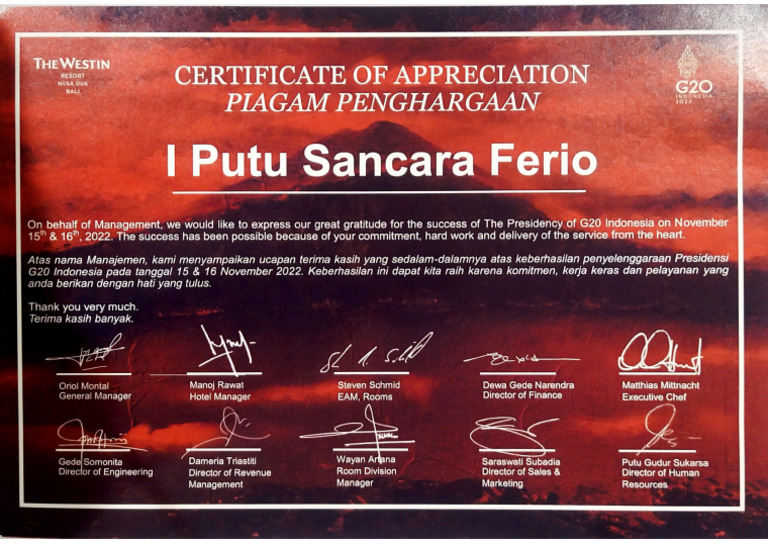 THE WESTIN
RESORT
NUSA DUA
BALI
G20
INDONESIA
2022
CERTIFICATE OF APPRECIATION
PIAGAM PENGHARGAAN
I Putu Sancara Ferio
On behalf of Management, we would like to express our great gratitude for the success of The Presidency of G20 Indonesia on November
15th & 16th, 2022. The success has been possible because of your commitment, hard work and delivery of the service from the heart.
Atas nama Manajemen, kami menyampaikan ucapan terima kasih yang sedalam-dalamnya atas keberhasilan penyelenggaraan Presidensi
G20 Indonesia pada tanggal 15 & 16 November 2022. Keberhasilan ini dapat kita raih karena komitmen, kerja keras dan pelayanan yang
anda berikan dengan hati yang tulus.
Thank you very much.
Terima kasih banyak.
Oriol Montal
General Manager
Manoj Rawat
Hotel Manager
Steven Schmid
EAM, Rooms
Dewa Gede Narendra
Director of Finance
Matthias Mittnacht
Executive Chef
Gede Somonita
Director of Engineering
Dameria Triastiti
Director of Revenue
Management
Wayan Artana
Room Division
Manager
Saraswati Subadia
Director of Sales &
Marketing
Putu Gudur Sukarsa
Director of Human
Resources